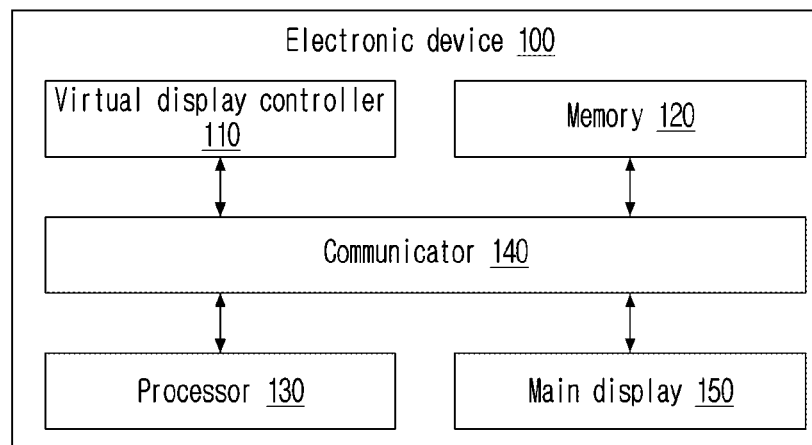 Electronic device 100
Virtual display controller
110
Memory 120
Communicator 140
Processor 130
Main display 150